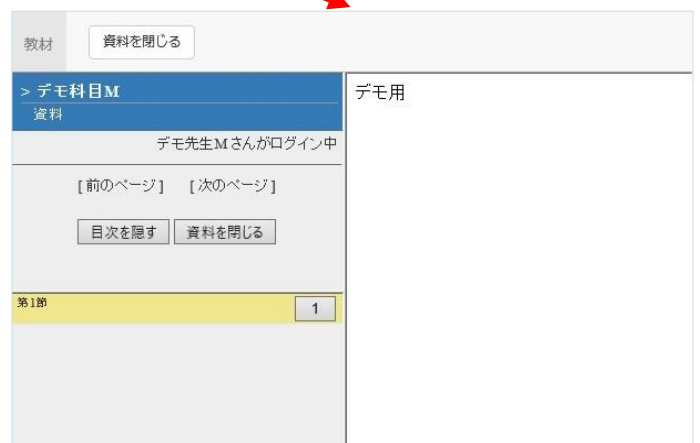 教材 資料を閉じる
> デモ科目M
資料
デモ先生Mさんがログイン中
[前のページ] [次のページ]
目次を隠す 資料を閉じる
第1節 1
デモ用